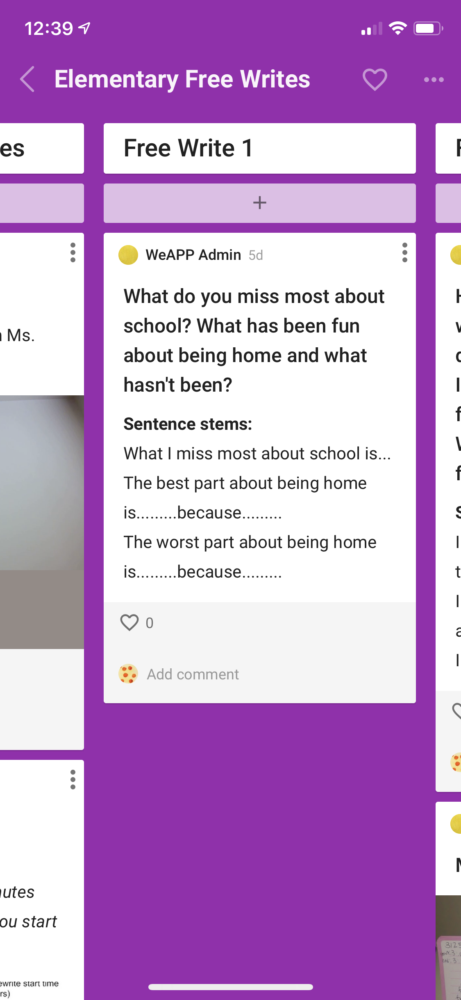 12:39
Elementary Free Writes
es
Free Write 1
+
WeAPP Admin 5d
What do you miss most about
school? What has been fun
about being home and what
hasn't been?
Ms.
Sentence stems:
What I miss most about school is...
The best part about being home
is.........because.........
The worst part about being home
is.........because.........
0
Add comment
utes
ou start
ewrite start time
rs)